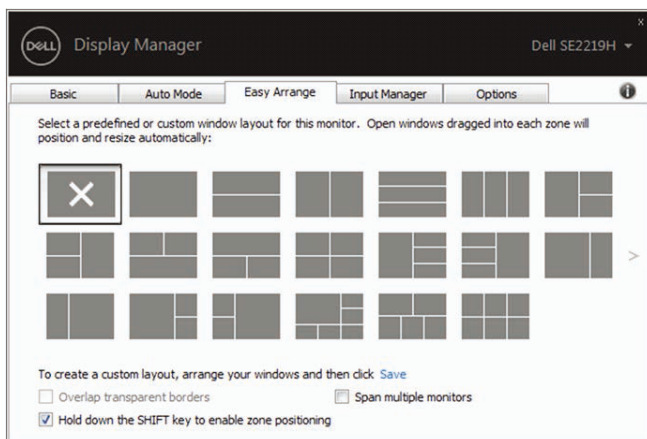 x
DELL Display Manager Dell SE2219H
Basic Auto Mode Easy Arrange Input Manager Options i
Select a predefined or custom window layout for this monitor. Open windows dragged into each zone will
position and resize automatically:
>
To create a custom layout, arrange your windows and then click Save
Overlap transparent borders Span multiple monitors
Hold down the SHIFT key to enable zone positioning